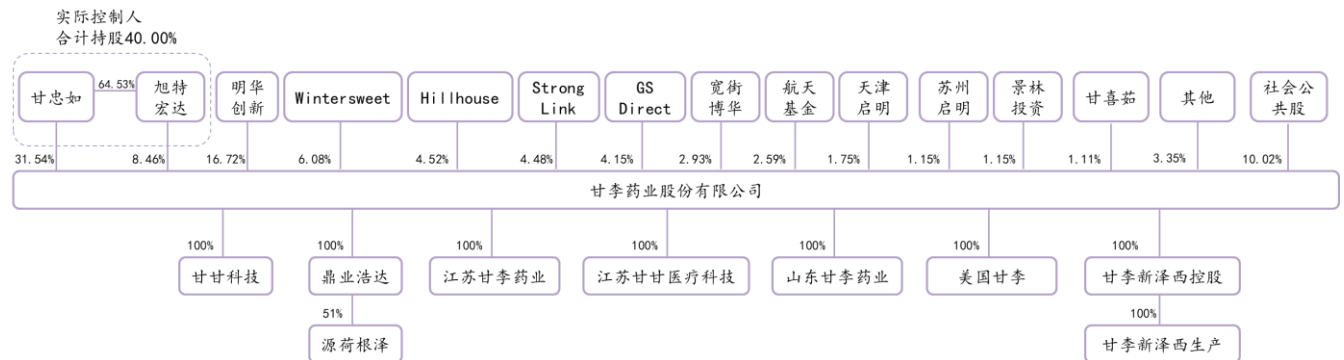 实际控制人
合计持股40.00%
甘忠如
64.53%
旭特
宏达
明华
创新
Wintersweet
Hillhouse
Strong
Link
GS
Direct
宽街
博华
航天
基金
天津
启明
苏州
启明
景林
投资
甘喜茹
其他
社会公
共股
31.54%
8.46%
16.72%
6.08%
4.52%
4.48%
4.15%
2.93%
2.59%
1.75%
1.15%
1.15%
1.11%
3.35%
10.02%
甘李药业股份有限公司
100%
100%
100%
100%
100%
100%
100%
甘甘科技
鼎业浩达
江苏甘李药业
江苏甘甘医疗科技
山东甘李药业
美国甘李
甘李新泽西控股
51%
100%
源荷根泽
甘李新泽西生产